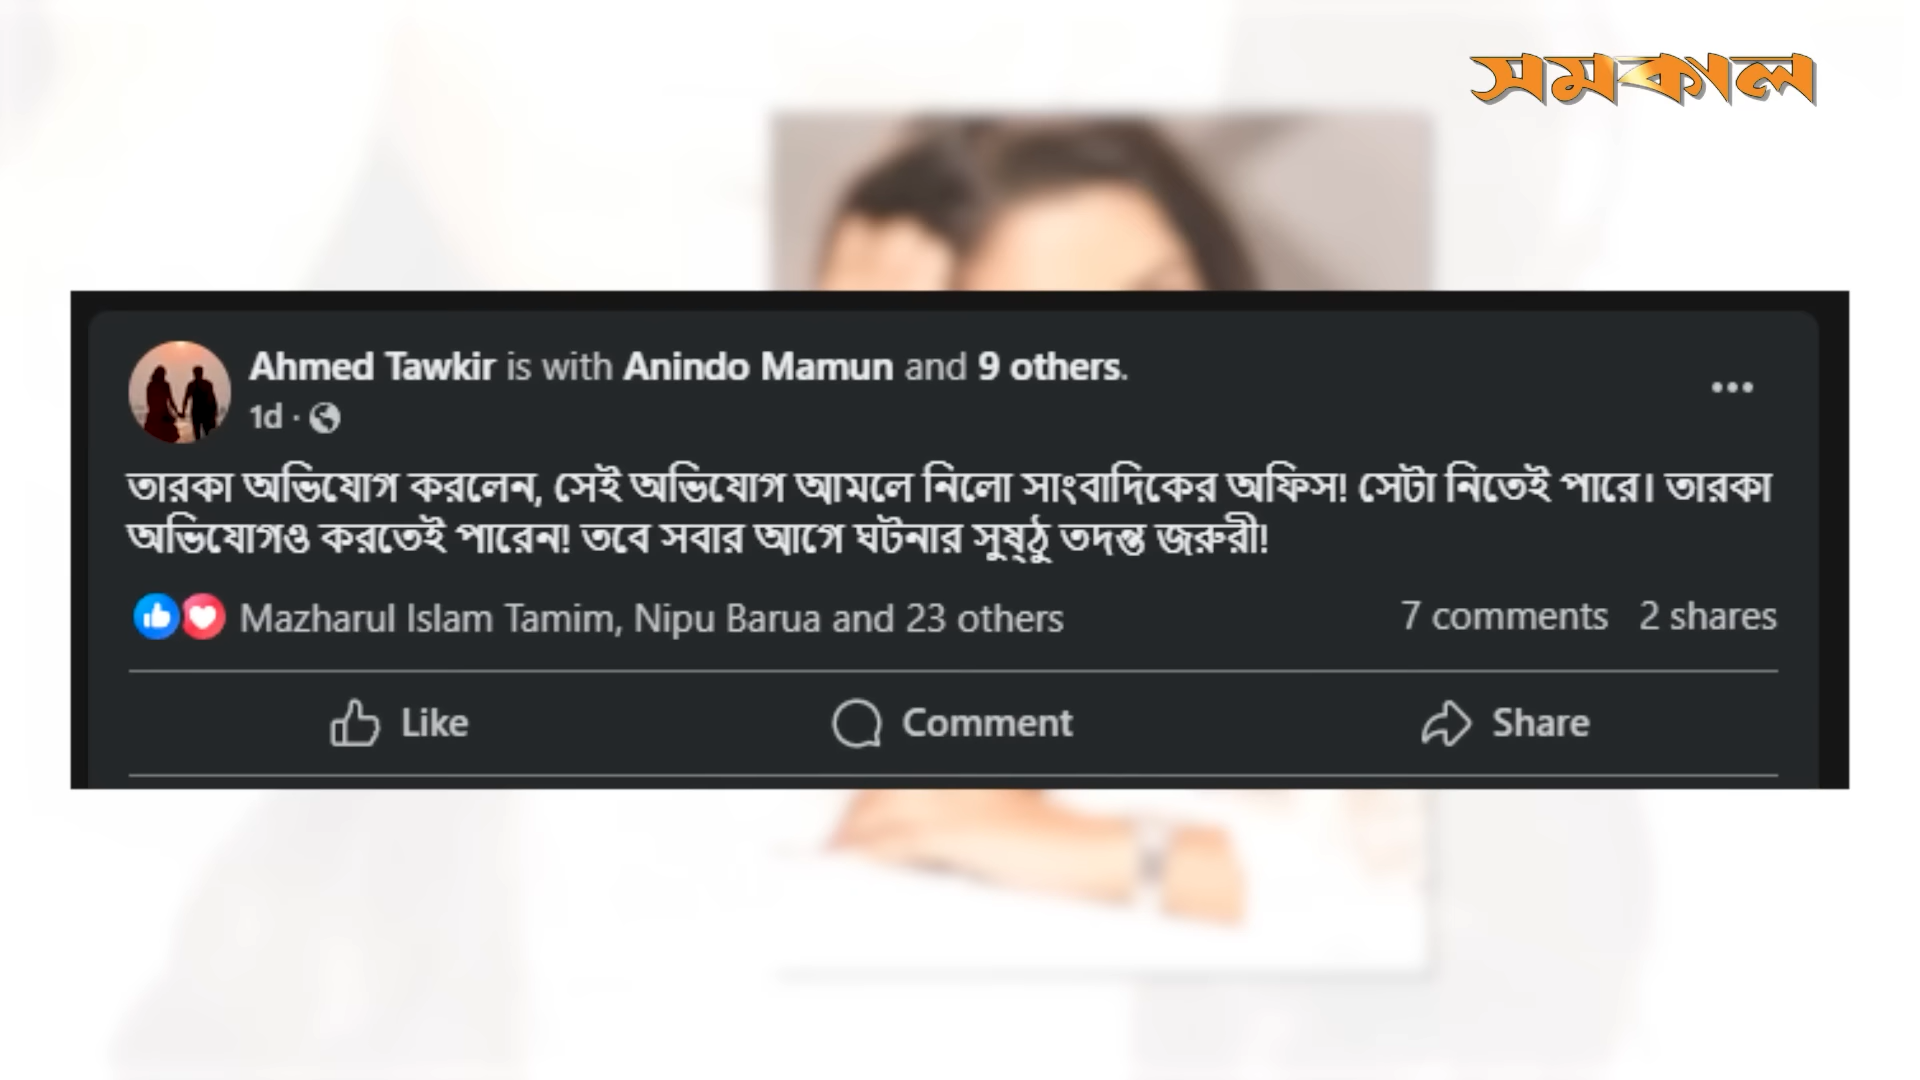 সমকাল
Ahmed Tawkir is with Anindo Mamun and 9 others.
1d ·
তারকা অভিযোগ করলেন, সেই অভিযোগ আমলে নিলো সাংবাদিকের অফিস! সেটা নিতেই পারে। তারকা
অভিযোগও করতেই পারেন! তবে সবার আগে ঘটনার সুষ্ঠু তদন্ত জরুরী!
Mazharul Islam Tamim, Nipu Barua and 23 others 7 comments 2 shares
Like Comment Share